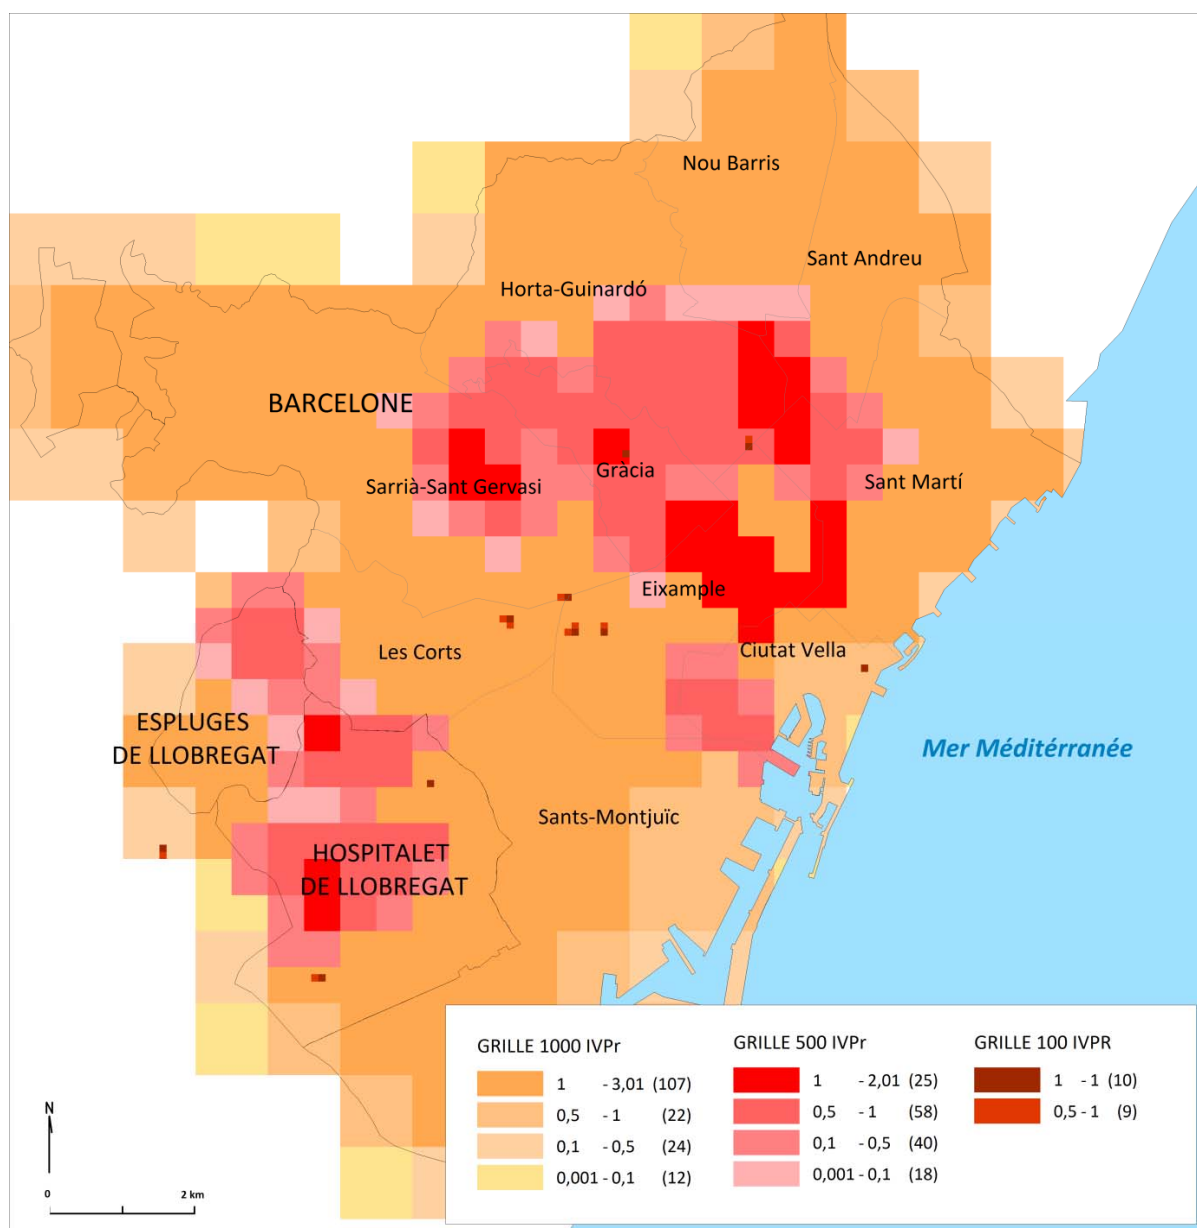 Nou Barris
Sant Andreu
Horta-Guinardó
BARCELONE
Gràcia
Sarrià-Sant Gervasi
Sant Martí
Eixample
Les Corts
Ciutat Vella
ESPLUGES
DE LLOBREGAT
Mer Méditérranée
Sants-Montjuïc
HOSPITALET
DE LLOBREGAT
GRILLE 1000 IVPr
1 - 3,01 (107)
0,5 - 1 (22)
0,1 - 0,5 (24)
0,001 - 0,1 (12)
GRILLE 500 IVPr
1 - 2,01 (25)
0,5 - 1 (58)
0,1 - 0,5 (40)
0,001 - 0,1 (18)
GRILLE 100 IVPR
1 - 1 (10)
0,5 - 1 (9)
N
0 2 km